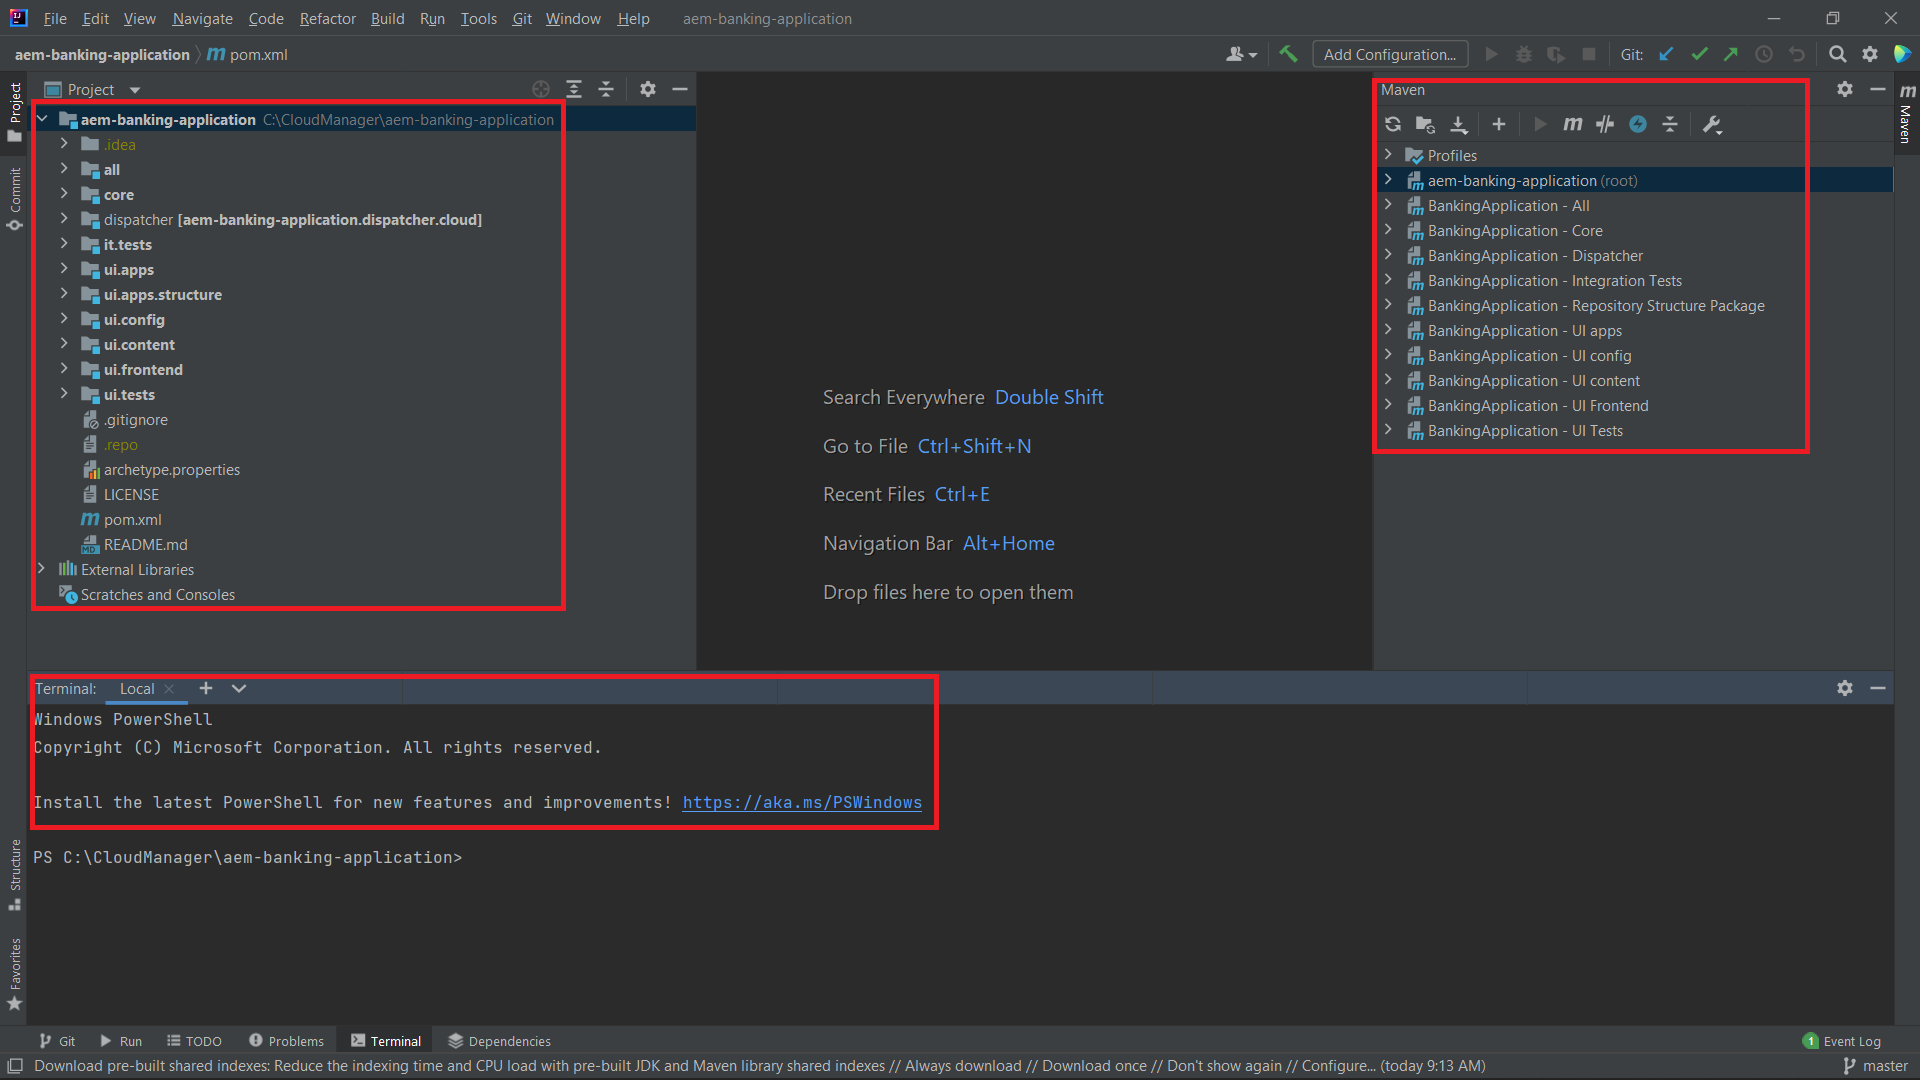 File Edit View Navigate Code Refactor Build Run Tools Git Window Help aem-banking-application
aem-banking-application pom.xml Add Configuration... Git:
Project
Commit
Structure
Favorites
Project
aem-banking-application C:\CloudManager\aem-banking-application
.idea
all
core
dispatcher [aem-banking-application.dispatcher.cloud]
it.tests
ui.apps
ui.apps.structure
ui.config
ui.content
ui.frontend
ui.tests
.gitignore
.repo
archetype.properties
LICENSE
pom.xml
README.md
External Libraries
Scratches and Consoles
Search Everywhere Double Shift
Go to File Ctrl+Shift+N
Recent Files Ctrl+E
Navigation Bar Alt+Home
Drop files here to open them
Maven
Profiles
aem-banking-application (root)
BankingApplication - All
BankingApplication - Core
BankingApplication - Dispatcher
BankingApplication - Integration Tests
BankingApplication - Repository Structure Package
BankingApplication - UI apps
BankingApplication - UI config
BankingApplication - UI content
BankingApplication - UI Frontend
BankingApplication - UI Tests
Maven
Terminal: Local
Windows PowerShell
Copyright (C) Microsoft Corporation. All rights reserved.
Install the latest PowerShell for new features and improvements! https://aka.ms/PSWindows
PS C:\CloudManager\aem-banking-application>
Git Run TODO Problems Terminal Dependencies 1 Event Log
Download pre-built shared indexes: Reduce the indexing time and CPU load with pre-built JDK and Maven library shared indexes // Always download // Download once // Don't show again // Configure... (today 9:13 AM) master